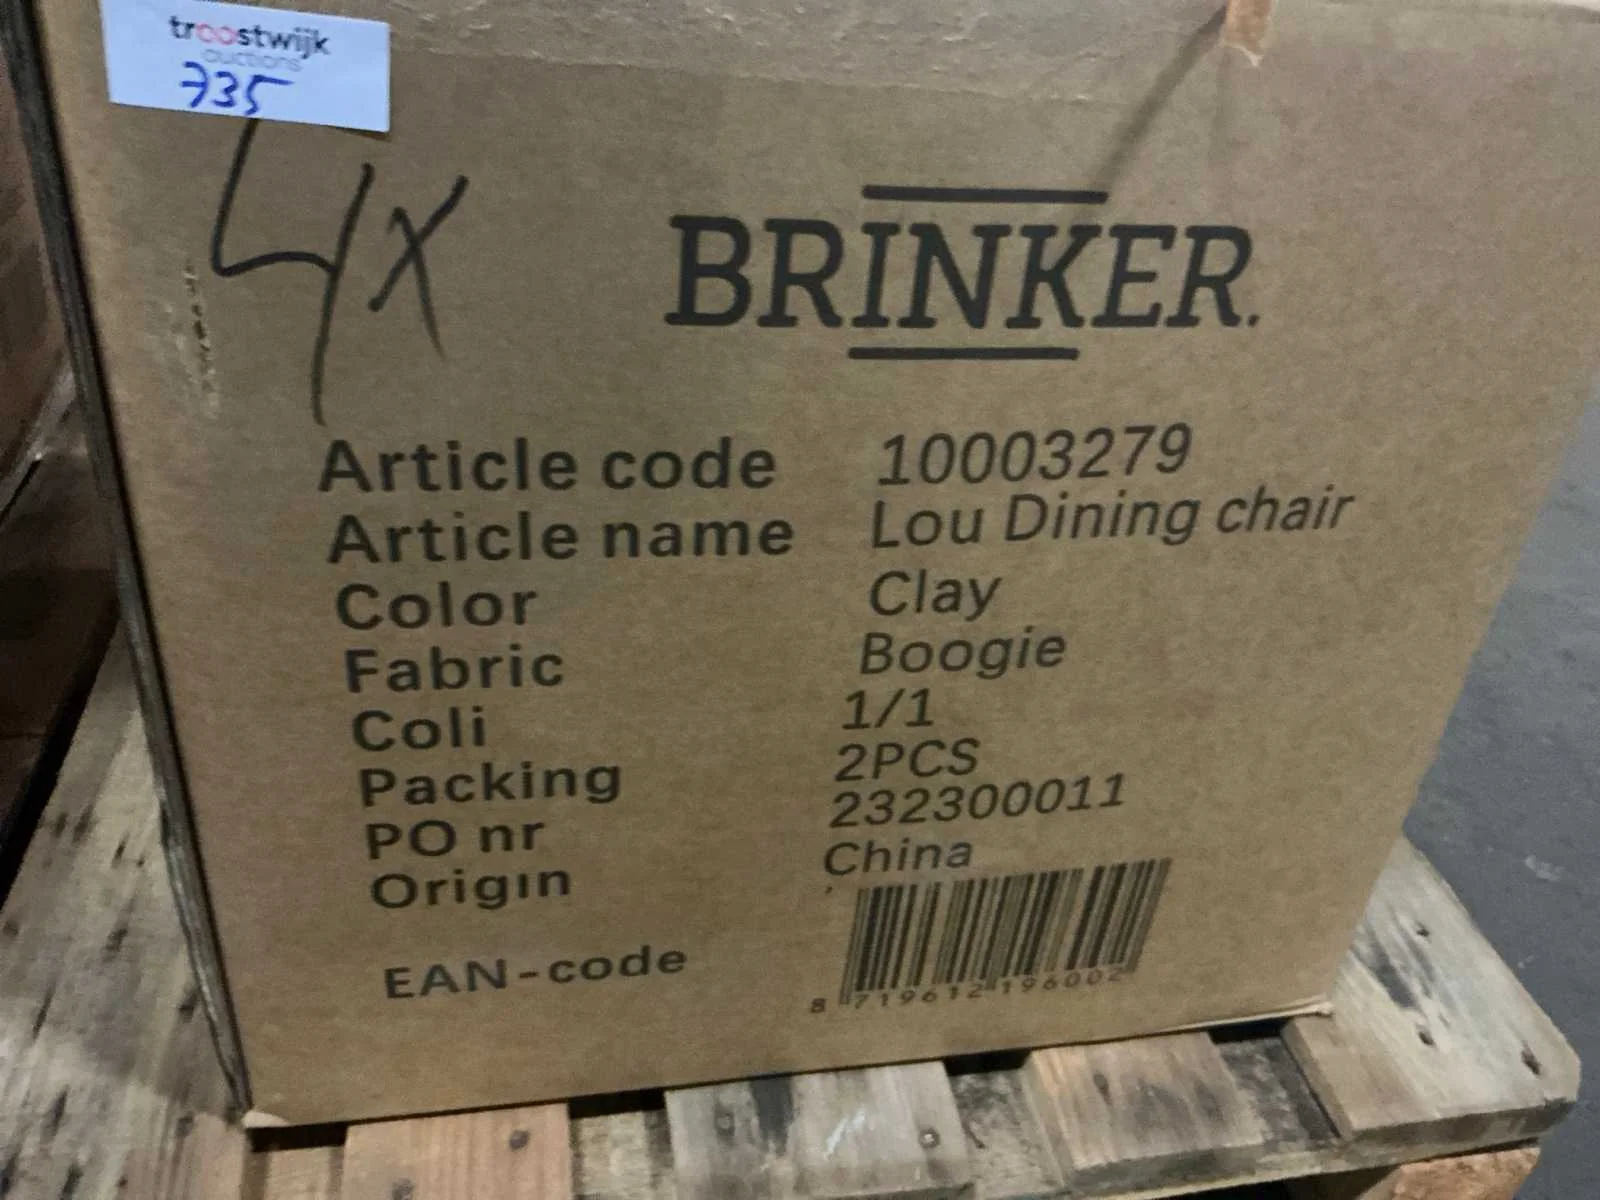 troostwijk
auctions
735
4x
BRINKER.
Article code 10003279
Article name Lou Dining chair
Color Clay
Fabric Boogie
Coli 1/1
Packing 2PCS
PO nr 232300011
Origin China
EAN-code
8 719612 196002